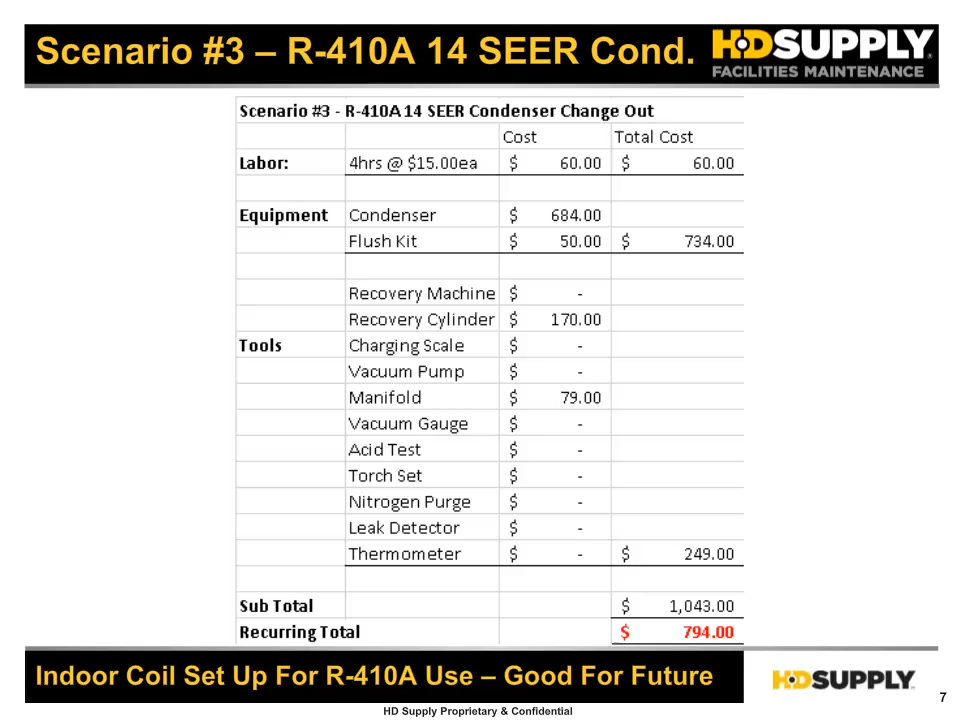 Scenario #3 – R-410A 14 SEER Cond.
HDSUPPLY®
FACILITIES MAINTENANCE
Scenario #3 - R-410A 14 SEER Condenser Change Out
Cost Total Cost
Labor: 4hrs @ $15.00ea $ 60.00 $ 60.00
Equipment Condenser $ 684.00
Flush Kit $ 50.00 $ 734.00
Recovery Machine $ -
Recovery Cylinder $ 170.00
Tools Charging Scale $ -
Vacuum Pump $ -
Manifold $ 79.00
Vacuum Gauge $ -
Acid Test $ -
Torch Set $ -
Nitrogen Purge $ -
Leak Detector $ -
Thermometer $ - $ 249.00
Sub Total $ 1,043.00
Recurring Total $ 794.00
Indoor Coil Set Up For R-410A Use – Good For Future
HDSUPPLY
7
HD Supply Proprietary & Confidential